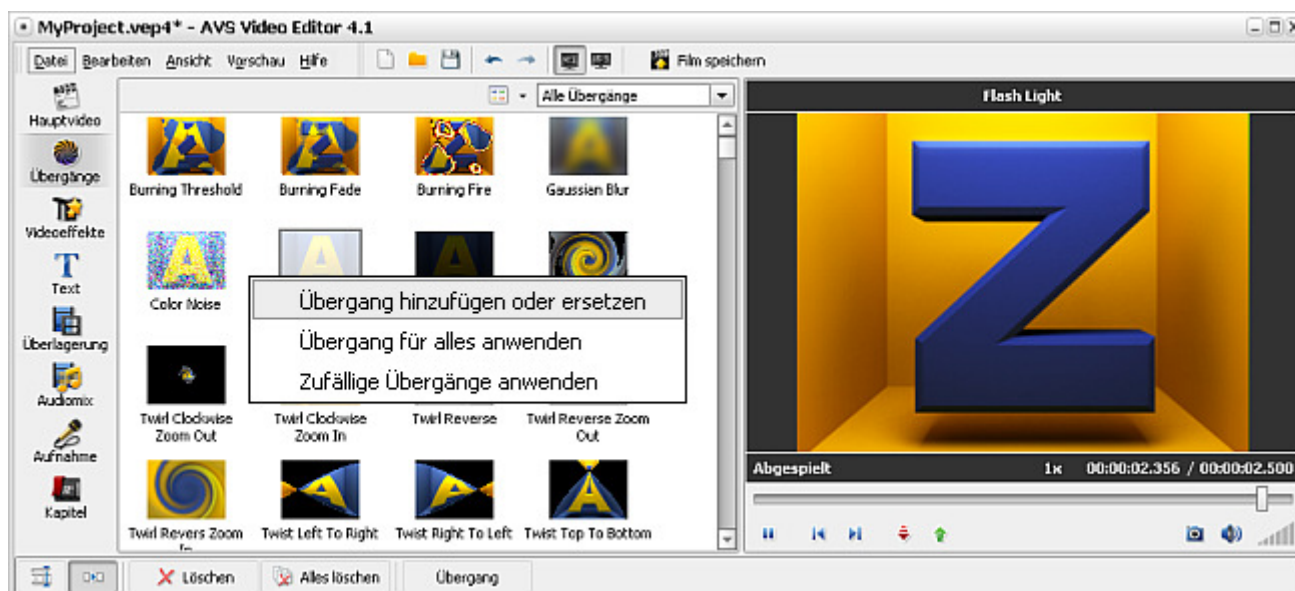 MyProject.vep4* - AVS Video Editor 4.1
Datei Bearbeiten Ansicht Vorschau Hilfe Film speichern
Hauptvideo
Übergänge
Videoeffekte
Text
Überlagerung
Audiomix
Aufnahme
Kapitel
Alle Übergänge
Burning Threshold Burning Fade Burning Fire Gaussian Blur
Color Noise
Übergang hinzufügen oder ersetzen
Übergang für alles anwenden
Zufällige Übergänge anwenden
Twirl Clockwise Zoom Out
Twirl Clockwise Zoom In
Twirl Reverse
Twirl Reverse Zoom Out
Twirl Revers Zoom In
Twist Left To Right
Twist Right To Left
Twist Top To Bottom
Flash Light
Z
Abgespielt 1x 00:00:02.356 / 00:00:02.500
Löschen Alles löschen Übergang